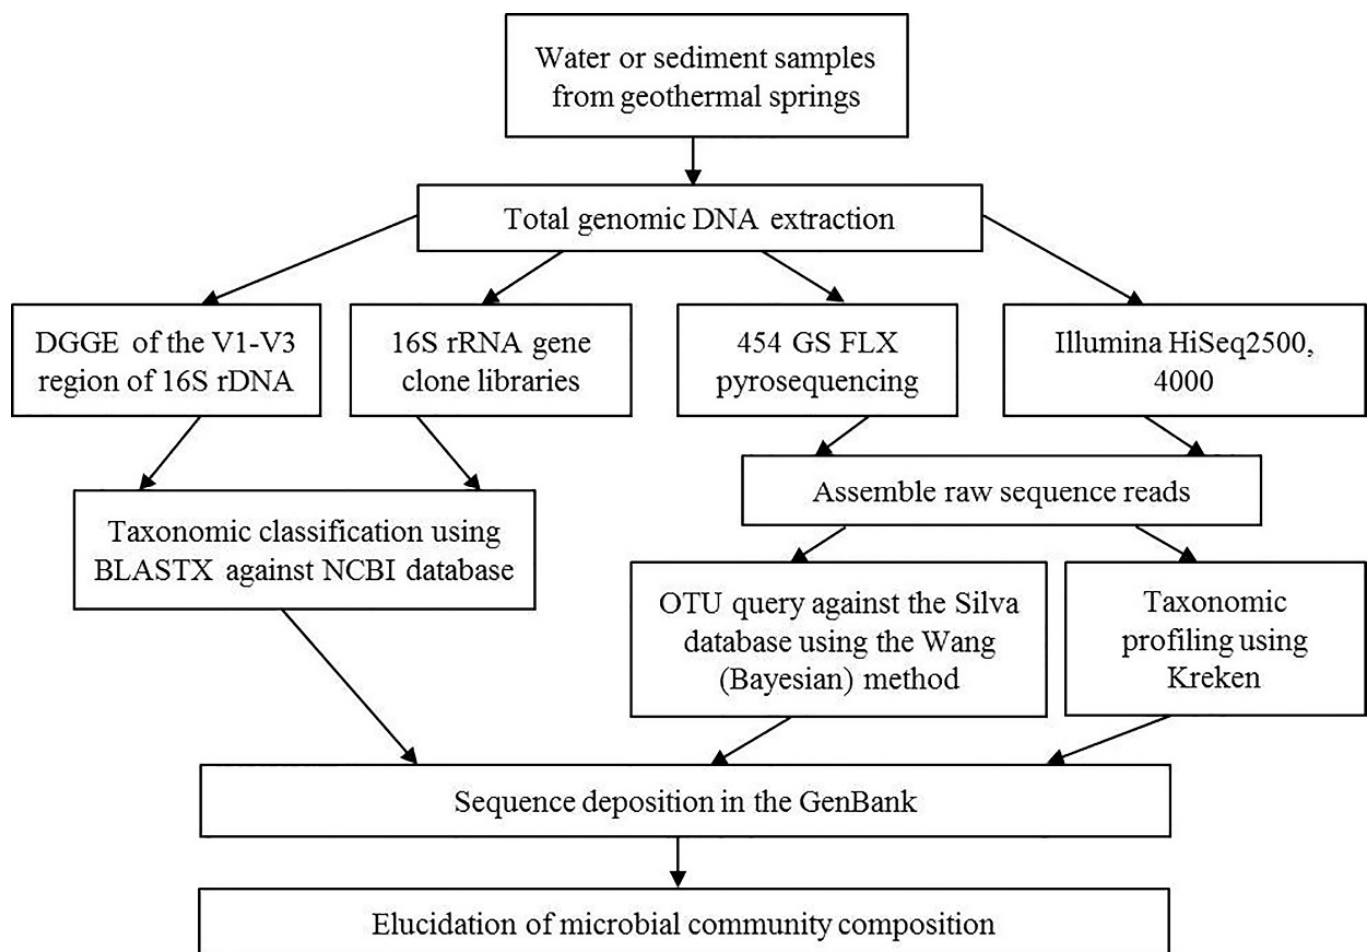 Water or sediment samples
from geothermal springs
Total genomic DNA extraction
DGGE of the V1-V3
region of 16S rDNA
16S rRNA gene
clone libraries
454 GS FLX
pyrosequencing
Illumina HiSeq2500,
4000
Assemble raw sequence reads
Taxonomic classification using
BLASTX against NCBI database
OTU query against the Silva
database using the Wang
(Bayesian) method
Taxonomic
profiling using
Kreken
Sequence deposition in the GenBank
Elucidation of microbial community composition